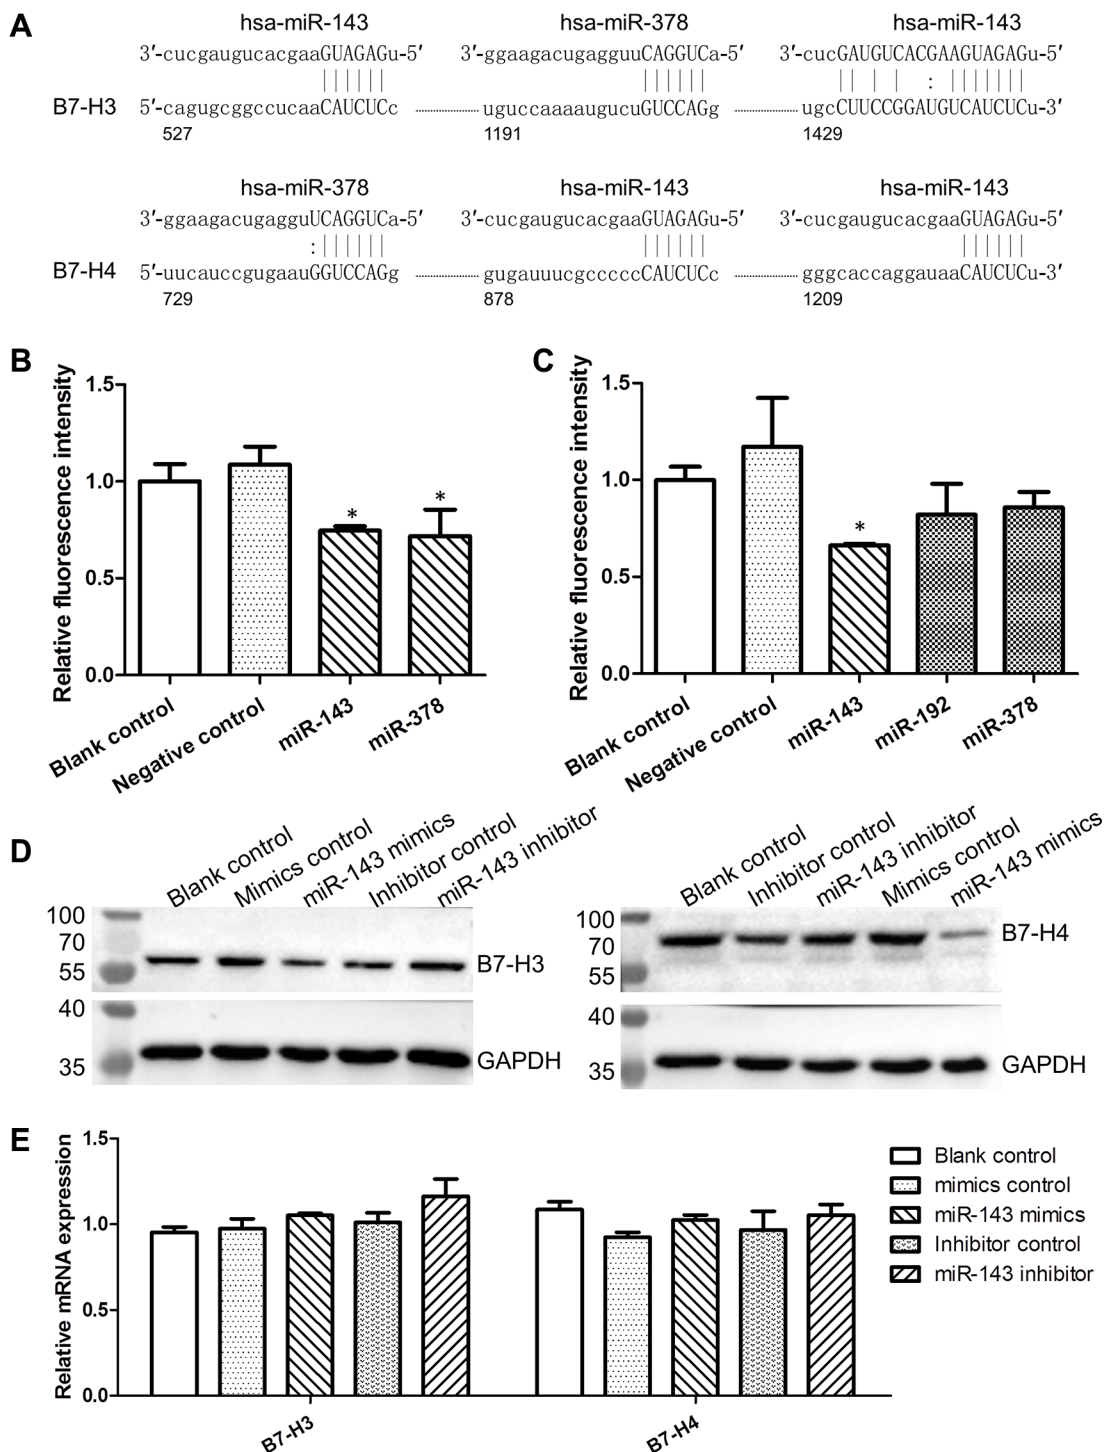 A
hsa-miR-143 hsa-miR-378 hsa-miR-143
3′-cucgaugucacgaaGUAGAGu-5′ 3′-ggaagacugagguuCAGGUCa-5′ 3′-cucGAUGUCACGAAGUAGAGu-5′
B7-H3 5′-cagugcggccucaaCAUCUCc uguccaaaaugucuGUCCAGg ugcCUUCCGGAUGUCAUCUCu-3′
527 1191 1429
hsa-miR-378 hsa-miR-143 hsa-miR-143
3′-ggaagacugagguUCAGGUCa-5′ 3′-cucgaugucacgaaGUAGAGu-5′ 3′-cucgaugucacgaaGUAGAGu-5′
B7-H4 5′-uucauccgugaauGGUCCAGg gugauuucgcccccCAUCUCc gggcaccaggauaaCAUCUCu-3′
729 878 1209
B
Relative fluorescence intensity
1.5
1.0
0.5
0.0
* *
Blank control
Negative control
miR-143
miR-378
C
Relative fluorescence intensity
1.5
1.0
0.5
0.0
*
Blank control
Negative control
miR-143
miR-192
miR-378
D
Blank control
Mimics control
miR-143 mimics
Inhibitor control
miR-143 inhibitor
100
70
55
B7-H3
40
35
GAPDH
Blank control
Inhibitor control
miR-143 inhibitor
Mimics control
miR-143 mimics
100
70
55
B7-H4
40
35
GAPDH
E
Relative mRNA expression
1.5
1.0
0.5
0.0
B7-H3
B7-H4
Blank control
mimics control
miR-143 mimics
Inhibitor control
miR-143 inhibitor